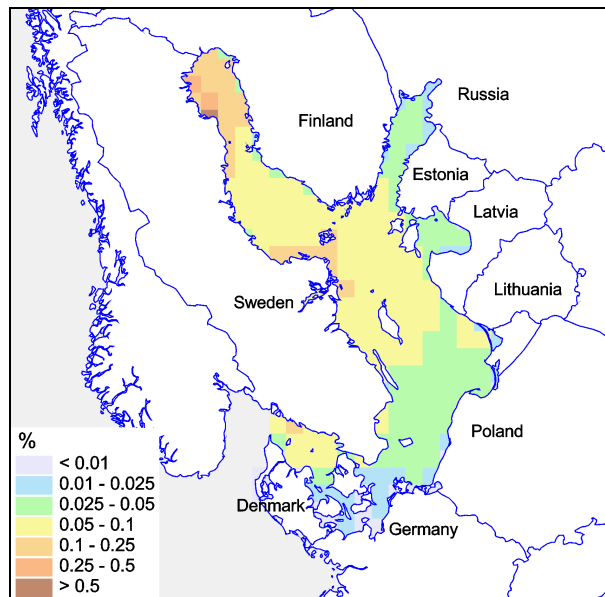 Russia
Finland
Estonia
Latvia
Lithuania
Sweden
Poland
Denmark
Germany
%
< 0.01
0.01 - 0.025
0.025 - 0.05
0.05 - 0.1
0.1 - 0.25
0.25 - 0.5
> 0.5